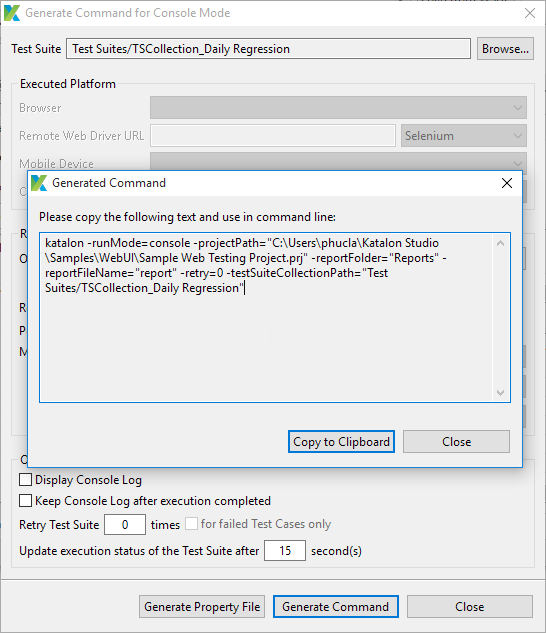 Generate Command for Console Mode
Test Suite Test Suites/TSCollection_Daily Regression Browse...
Executed Platform
Browser
Remote Web Driver URL Selenium
Mobile Device
Generated Command
Please copy the following text and use in command line:
katalon -runMode=console -projectPath="C:\Users\phucla\Katalon Studio
\Samples\WebUI\Sample Web Testing Project.prj" -reportFolder="Reports" -
reportFileName="report" -retry=0 -testSuiteCollectionPath="Test
Suites/TSCollection_Daily Regression"
Copy to Clipboard Close
Display Console Log
Keep Console Log after execution completed
Retry Test Suite 0 times for failed Test Cases only
Update execution status of the Test Suite after 15 second(s)
Generate Property File Generate Command Close